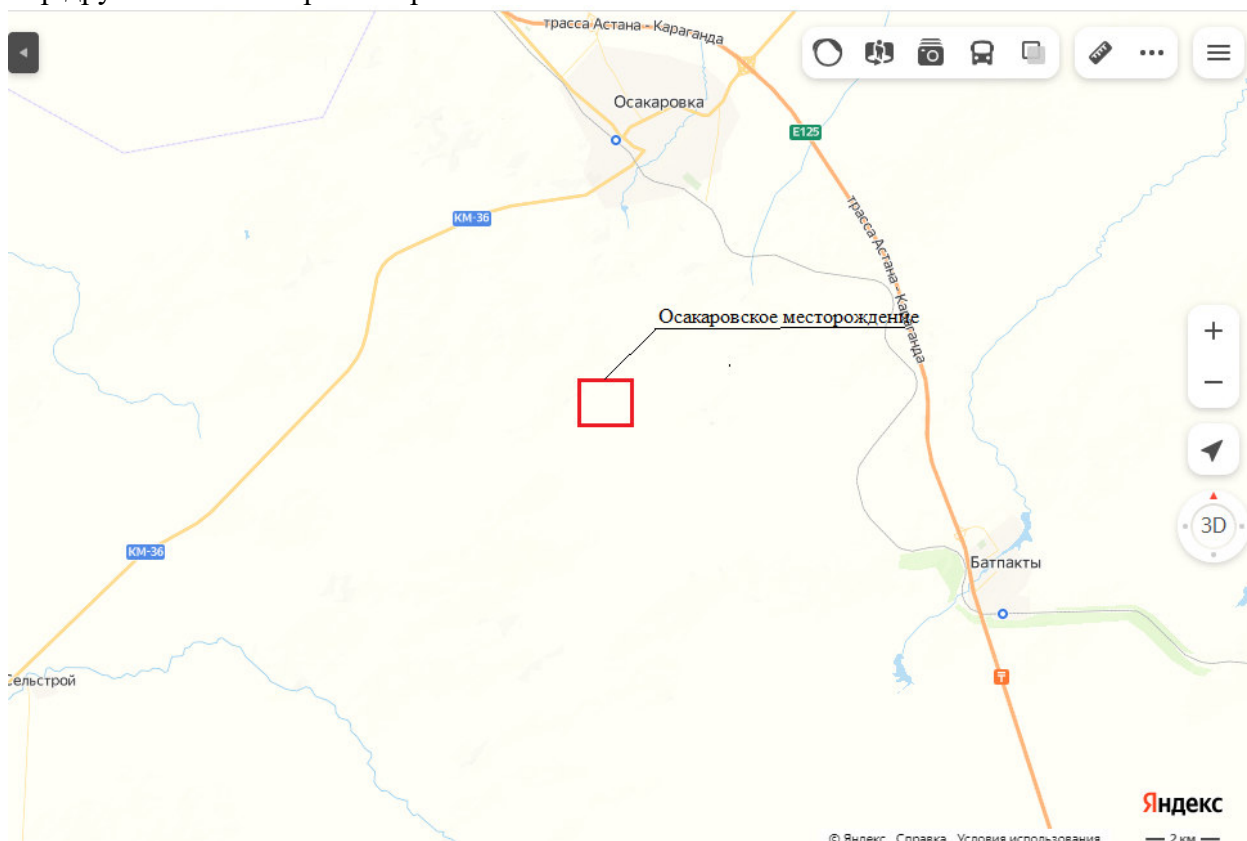 трасса Астана - Караганда
Осакаровка
E125
КМ-36
трасса Астана - Караганда
Осакаровское месторождение
3D
КМ-36
Батпакты
Сельстрой
₸
Яндекс
© Яндекс Справка Условия использования
2 км